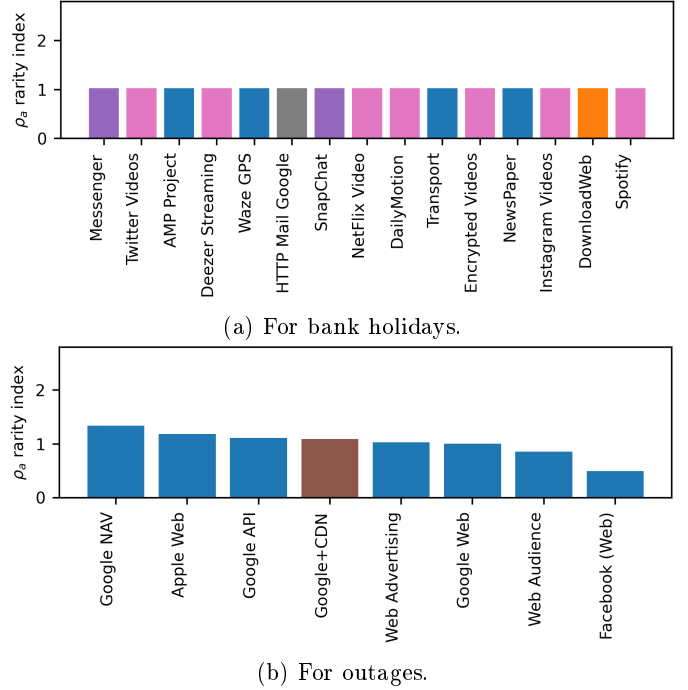 ρa rarity index
2
1
0
Messenger
Twitter Videos
AMP Project
Deezer Streaming
Waze GPS
HTTP Mail Google
SnapChat
NetFlix Video
DailyMotion
Transport
Encrypted Videos
NewsPaper
Instagram Videos
DownloadWeb
Spotify
(a) For bank holidays.
ρa rarity index
2
1
0
Google NAV
Apple Web
Google API
Google+CDN
Web Advertising
Google Web
Web Audience
Facebook (Web)
(b) For outages.